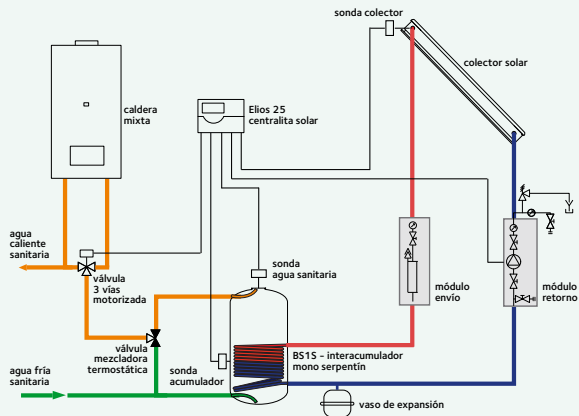 sonda colector
colector solar
Elios 25
centralita solar
caldera
mixta
agua
caliente
sanitaria
válvula
3 vías
motorizada
sonda
agua sanitaria
módulo
envío
módulo
retorno
válvula
mezcladora
termostática
sonda
acumulador
BS1S – interacumulador
mono serpentín
agua fría
sanitaria
vaso de expansión